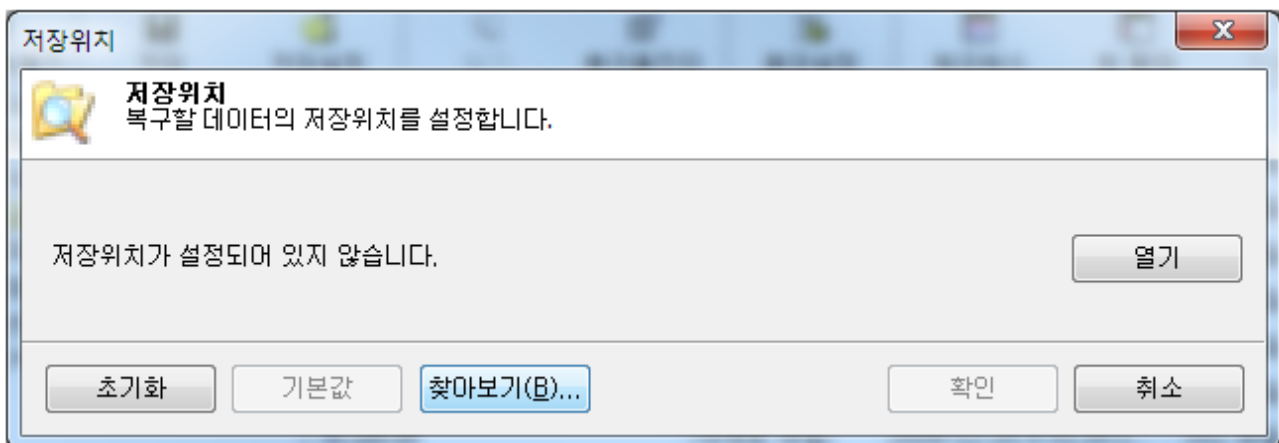 저장위치
저장위치
복구할 데이터의 저장위치를 설정합니다.
저장위치가 설정되어 있지 않습니다.
열기
초기화
기본값
찾아보기(B)...
확인
취소